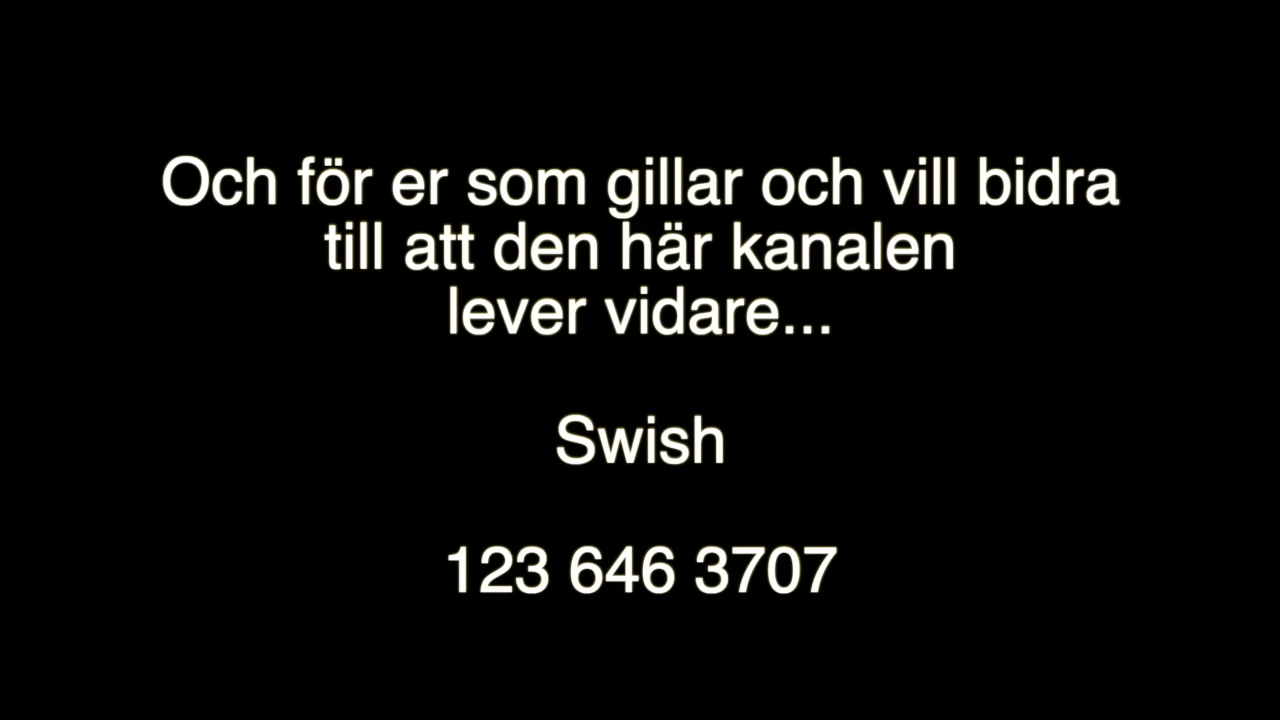 Och för er som gillar och vill bidra
till att den här kanalen
lever vidare...
Swish
123 646 3707